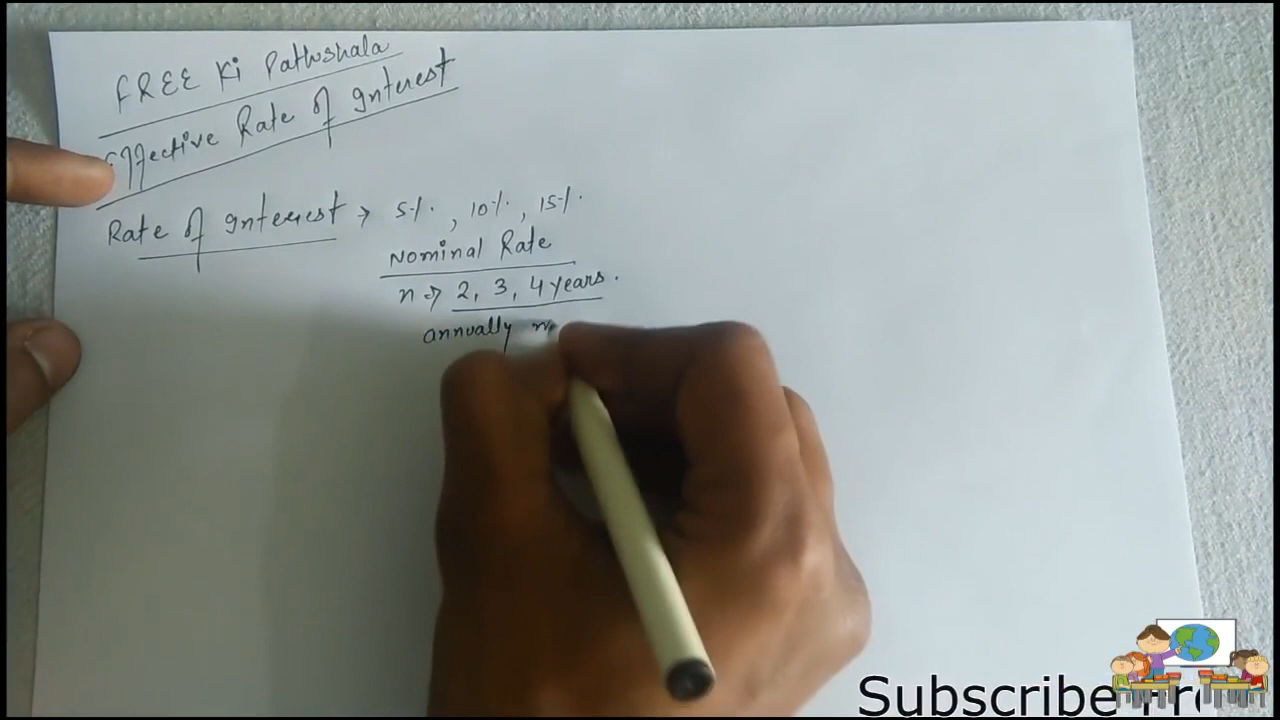 FREE Ki Pathshala
Effective Rate of Interest
Rate of Interest → 5%, 10%, 15%.
Nominal Rate
n → 2, 3, 4 years.
annually
Subscribe